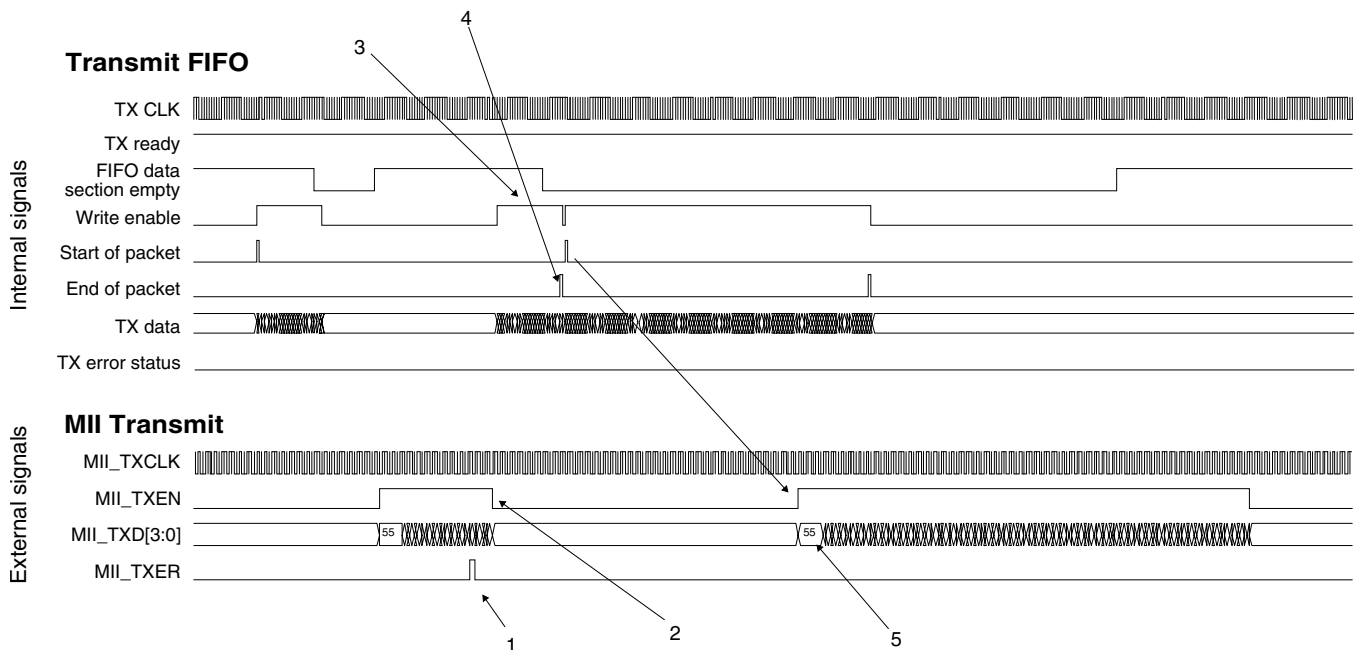 4
3
Transmit FIFO
TX CLK
TX ready
FIFO data
section empty
Write enable
Start of packet
End of packet
TX data
TX error status
Internal signals
MII Transmit
MII_TXCLK
MII_TXEN
MII_TXD[3:0]
55
55
MII_TXER
External signals
1
2
5